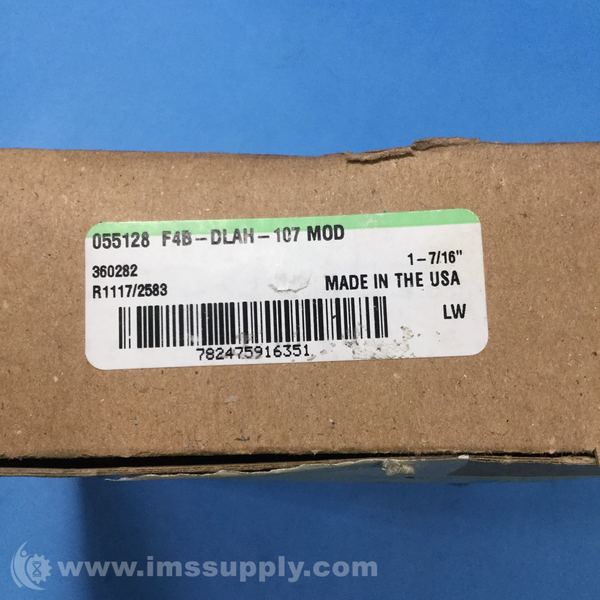 055128 F4B-DLAH-107 MOD
360282
1-7/16"
R1117/2583
MADE IN THE USA
LW
782475916351
www.imssupply.com